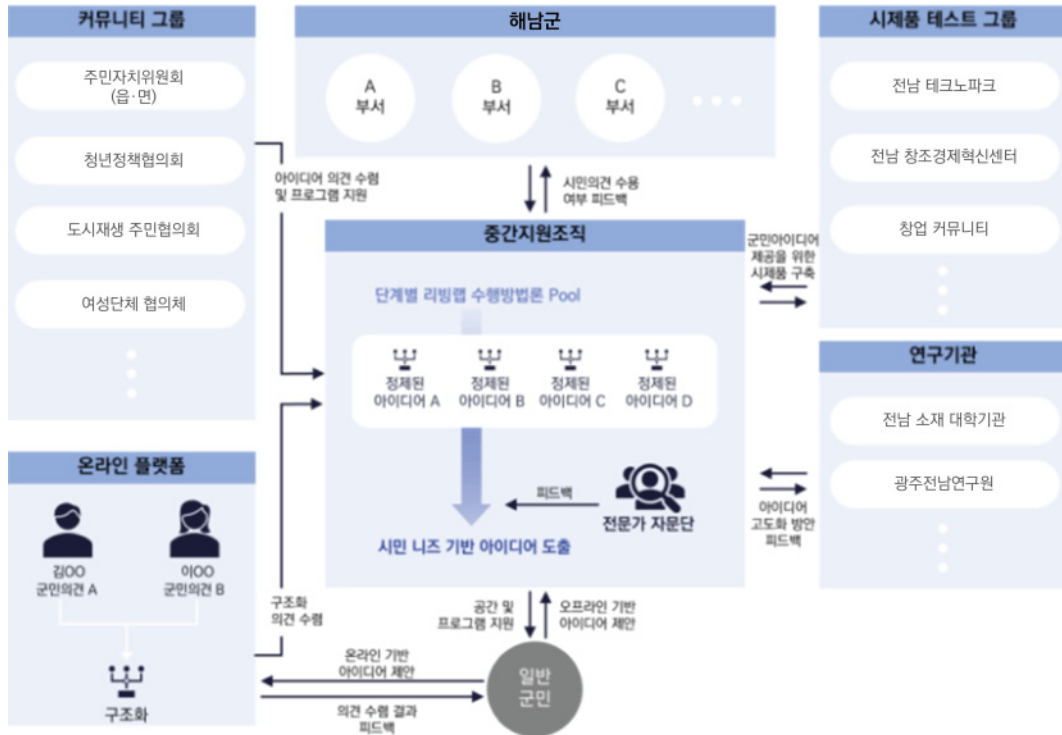 커뮤니티 그룹
주민자치위원회
(읍·면)
청년정책협의회
도시재생 주민협의회
여성단체 협의체
해남군
A
부서
B
부서
C
부서
시제품 테스트 그룹
전남 테크노파크
전남 창조경제혁신센터
창업 커뮤니티
아이디어 의견 수렴
및 프로그램 지원
시민의견 수용
여부 피드백
중간지원조직
단계별 리빙랩 수행방법론 Pool
정제된
아이디어 A
정제된
아이디어 B
정제된
아이디어 C
정제된
아이디어 D
피드백
전문가 자문단
시민 니즈 기반 아이디어 도출
군민아이디어
제공을 위한
시제품 구축
연구기관
전남 소재 대학기관
광주전남연구원
아이디어
고도화 방안
피드백
온라인 플랫폼
김OO
군민의견 A
이OO
군민의견 B
구조화
구조화
의견 수렴
공간 및
프로그램 지원
오프라인 기반
아이디어 제안
온라인 기반
아이디어 제안
의견 수렴 결과
피드백
일반
군민